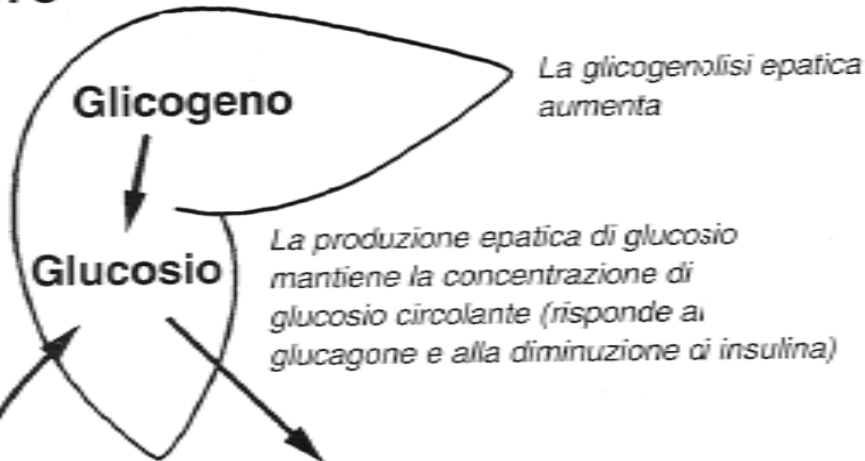 Glicogeno
La glicogenolisi epatica
aumenta
Glucosio
La produzione epatica di glucosio
mantiene la concentrazione di
glucosio circolante (risponde al
glucagone e alla diminuzione di insulina)